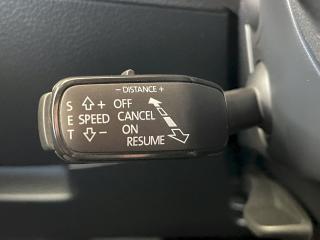 - DISTANCE +
S + OFF
E SPEED CANCEL
T - ON
RESUME